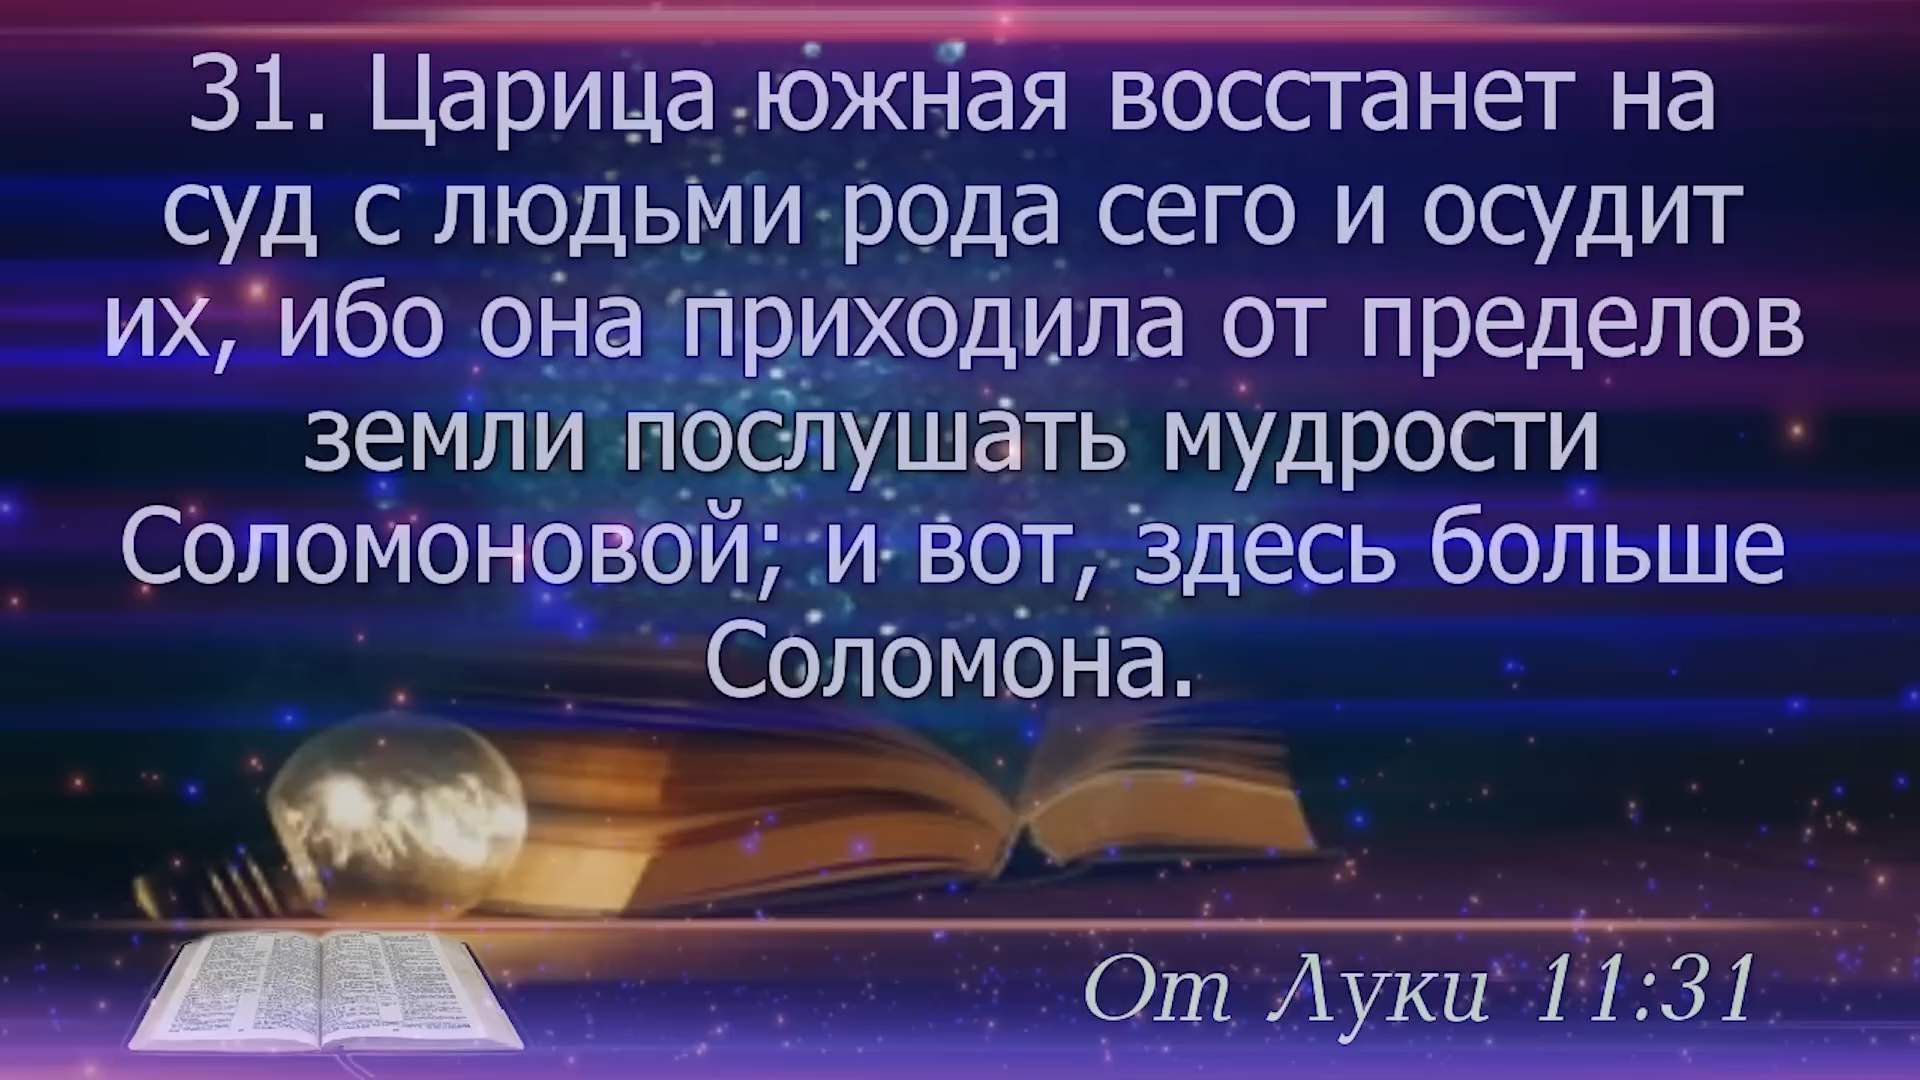 31. Царица южная восстанет на
суд с людьми рода сего и осудит
их, ибо она приходила от пределов
земли послушать мудрости
Соломоновой; и вот, здесь больше
Соломона.
От Луки 11:31